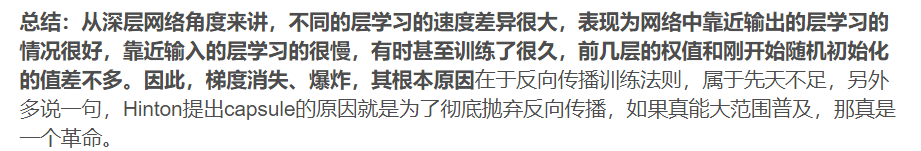 总结：从深层网络角度来讲，不同的层学习的速度差异很大，表现为网络中靠近输出的层学习的
情况很好，靠近输入的层学习的很慢，有时甚至训练了很久，前几层的权值和刚开始随机初始化
的值差不多。因此，梯度消失、爆炸，其根本原因在于反向传播训练法则，属于先天不足，另外
多说一句，Hinton提出capsule的原因就是为了彻底抛弃反向传播，如果真能大范围普及，那真是
一个革命。